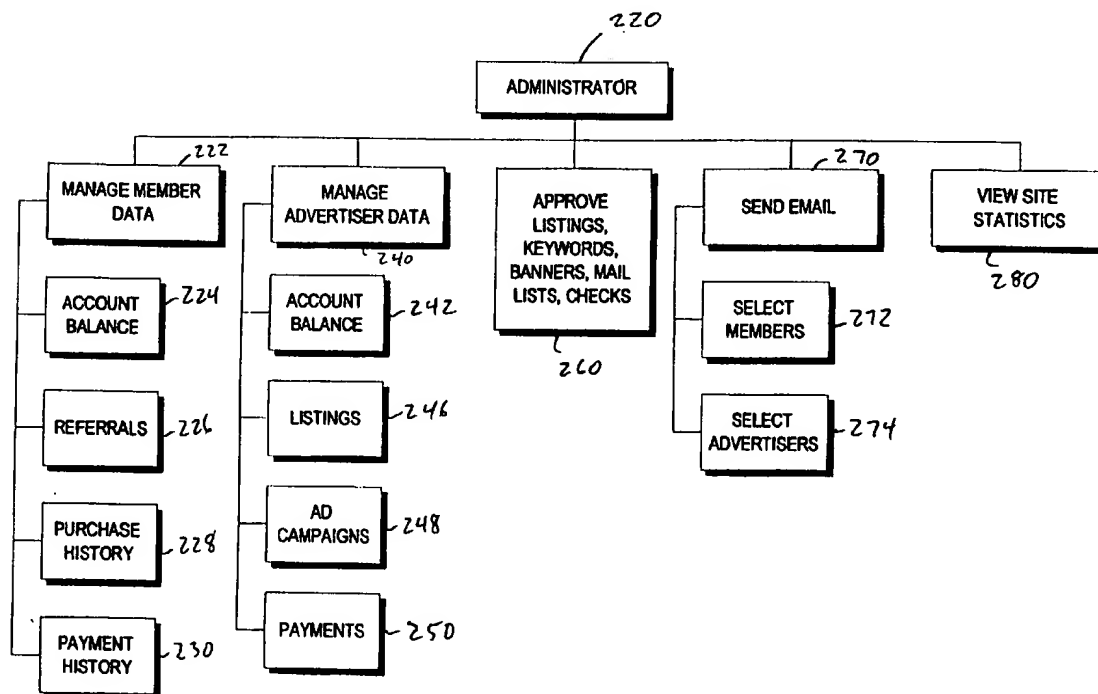 220
ADMINISTRATOR
222
MANAGE MEMBER
DATA
ACCOUNT
BALANCE
224
REFERRALS
226
PURCHASE
HISTORY
228
PAYMENT
HISTORY
230
MANAGE
ADVERTISER DATA
240
ACCOUNT
BALANCE
242
LISTINGS
246
AD
CAMPAIGNS
248
PAYMENTS
250
APPROVE
LISTINGS,
KEYWORDS,
BANNERS, MAIL
LISTS, CHECKS
260
270
SEND EMAIL
SELECT
MEMBERS
272
SELECT
ADVERTISERS
274
VIEW SITE
STATISTICS
280